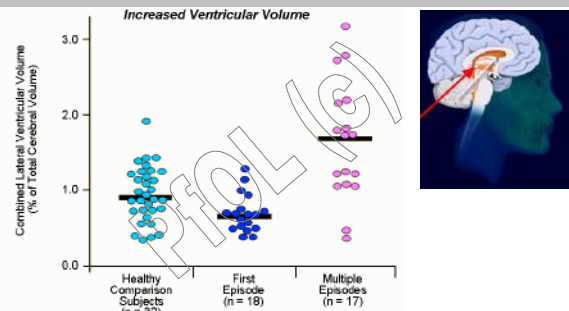 Increased Ventricular Volume
Combined Lateral Ventricular Volume
(% of Total Cerebral Volume)
3.0
2.0
1.0
0.0
Healthy
Comparison
Subjects
(n = 32)
First
Episode
(n = 18)
Multiple
Episodes
(n = 17)
PfOL (c)